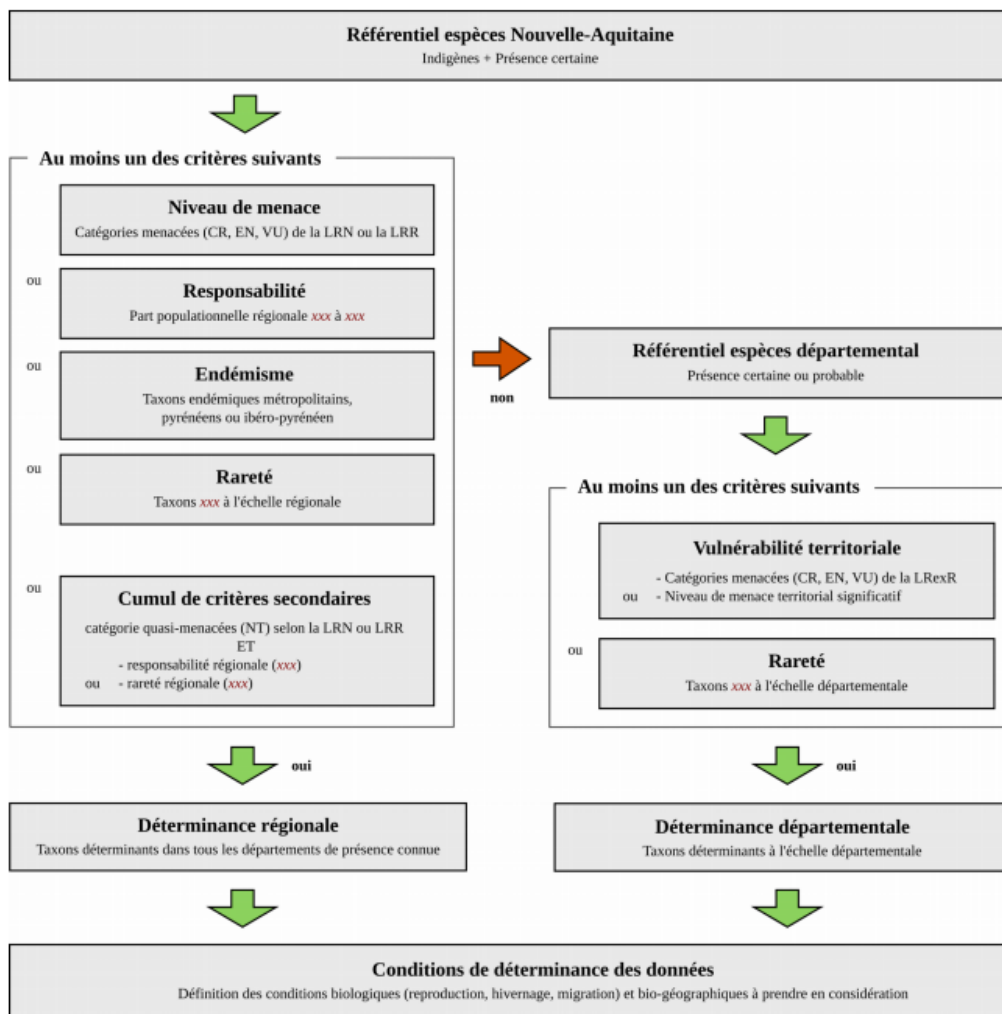 Référentiel espèces Nouvelle-Aquitaine
Indigènes + Présence certaine
Au moins un des critères suivants
Niveau de menace
Catégories menacées (CR, EN, VU) de la LRN ou la LRR
ou
Responsabilité
Part populationnelle régionale xxx à xxx
ou
Endémisme
Taxons endémiques métropolitains,
pyrénéens ou ibéro-pyrénéen
ou
Rareté
Taxons xxx à l'échelle régionale
ou
Cumul de critères secondaires
catégorie quasi-menacées (NT) selon la LRN ou LRR
ET
- responsabilité régionale (xxx)
ou - rareté régionale (xxx)
non
Référentiel espèces départemental
Présence certaine ou probable
Au moins un des critères suivants
Vulnérabilité territoriale
- Catégories menacées (CR, EN, VU) de la LRexR
ou - Niveau de menace territorial significatif
ou
Rareté
Taxons xxx à l'échelle départementale
oui
oui
Déterminance régionale
Taxons déterminants dans tous les départements de présence connue
Déterminance départementale
Taxons déterminants à l'échelle départementale
Conditions de déterminance des données
Définition des conditions biologiques (reproduction, hivernage, migration) et bio-géographiques à prendre en considération